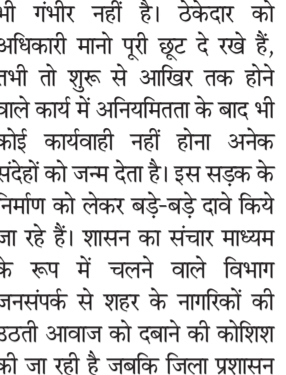 भी गंभीर नहीं है। ठेकेदार को
अधिकारी मानो पूरी छूट दे रखे हैं,
तभी तो शुरू से आखिर तक होने
वाले कार्य में अनियमितता के बाद भी
कोई कार्यवाही नहीं होना अनेक
संदेहों को जन्म देता है। इस सड़क के
निर्माण को लेकर बड़े-बड़े दावे किये
जा रहे हैं। शासन का संचार माध्यम
के रूप में चलने वाले विभाग
जनसंपर्क से शहर के नागरिकों की
उठती आवाज को दबाने की कोशिश
की जा रही है जबकि जिला प्रशासन